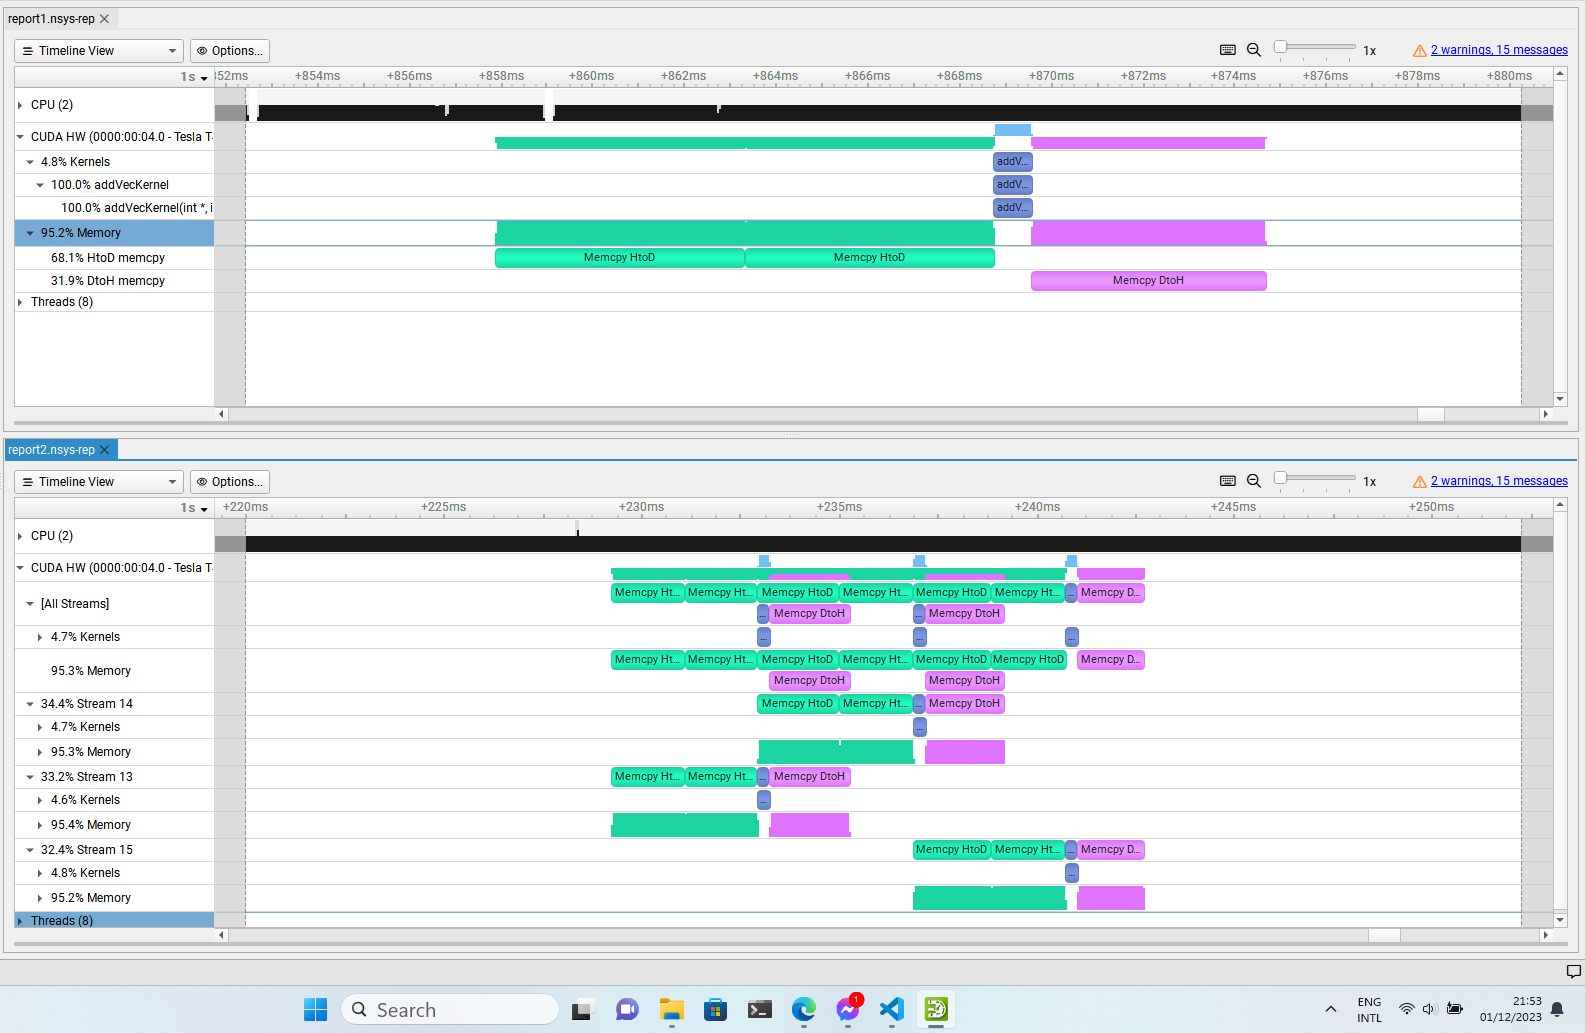 report1.nsys-rep
Timeline View
Options...
1x
2 warnings, 15 messages
1s
352ms +854ms +856ms +858ms +860ms +862ms +864ms +866ms +868ms +870ms +872ms +874ms +876ms +878ms +880ms
CPU (2)
CUDA HW (0000:00:04.0 - Tesla T
4.8% Kernels
addV...
100.0% addVecKernel
addV...
100.0% addVecKernel(int *, i
addV...
95.2% Memory
68.1% HtoD memcpy
Memcpy HtoD Memcpy HtoD
31.9% DtoH memcpy
Memcpy DtoH
Threads (8)
report2.nsys-rep
Timeline View
Options...
1x
2 warnings, 15 messages
1s
+220ms +225ms +230ms +235ms +240ms +245ms +250ms
CPU (2)
CUDA HW (0000:00:04.0 - Tesla T
Memcpy Ht... Memcpy Ht... Memcpy HtoD Memcpy Ht... Memcpy HtoD Memcpy Ht... ... Memcpy D...
[All Streams]
... Memcpy DtoH ... Memcpy DtoH
4.7% Kernels
... ... ...
Memcpy Ht... Memcpy Ht... Memcpy HtoD Memcpy Ht... Memcpy HtoD Memcpy HtoD Memcpy D...
95.3% Memory
Memcpy DtoH Memcpy DtoH
34.4% Stream 14
Memcpy HtoD Memcpy Ht... ... Memcpy DtoH
4.7% Kernels
...
95.3% Memory
33.2% Stream 13
Memcpy Ht... Memcpy Ht... ... Memcpy DtoH
4.6% Kernels
...
95.4% Memory
32.4% Stream 15
Memcpy HtoD Memcpy Ht... ... Memcpy D...
4.8% Kernels
...
95.2% Memory
Threads (8)
Search
1
ENG
INTL
21:53
01/12/2023